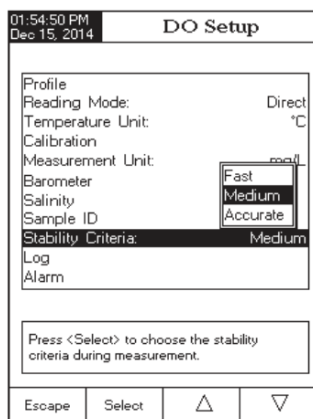 01:54:50 PM
Dec 15, 2014
DO Setup
Profile
Reading Mode: Direct
Temperature Unit: °C
Calibration
Measurement Unit: mg/L
Barometer
Salinity
Sample ID
Fast
Medium
Accurate
Stability Criteria: Medium
Log
Alarm
Press <Select> to choose the stability
criteria during measurement.
Escape Select △ ▽